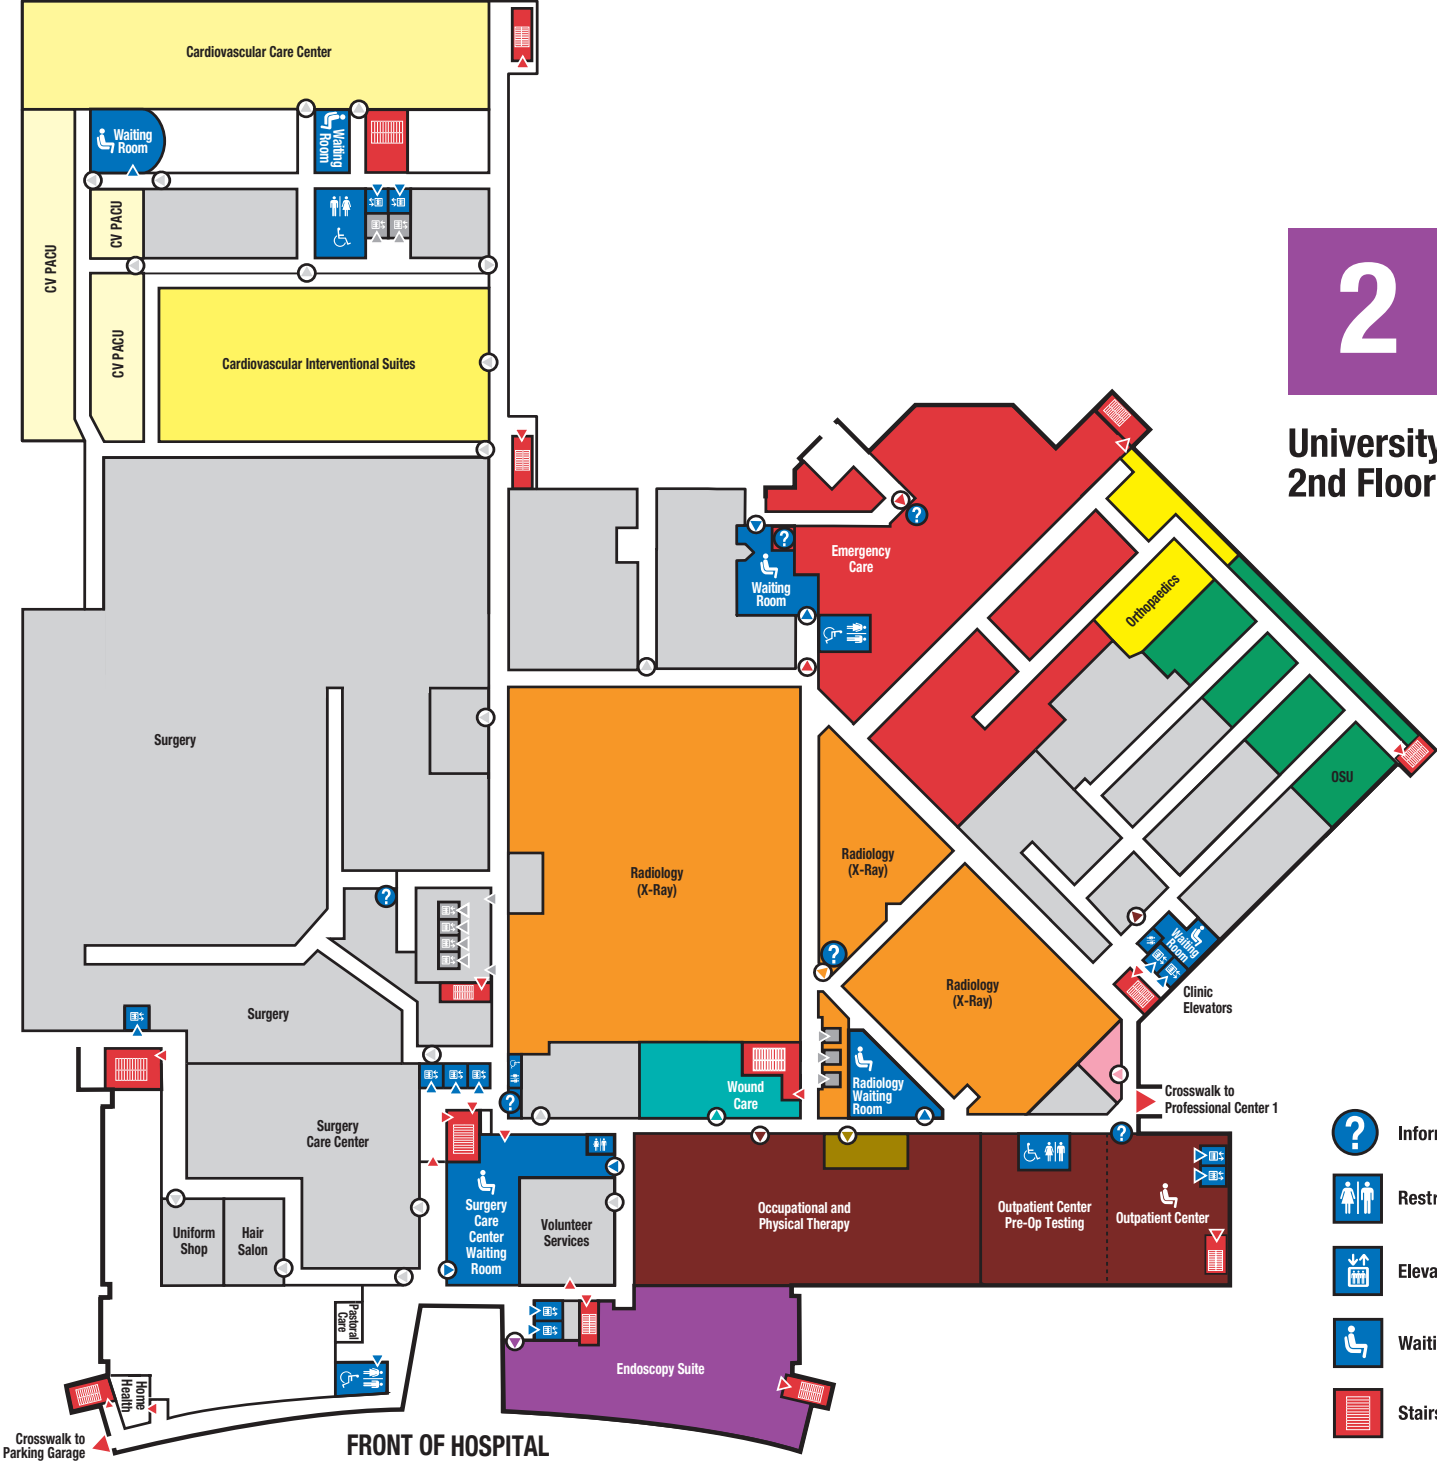 Cardiovascular Care Center
Waiting
Room
Waiting
Room
CV PACU
CV PACU
CV PACU
Cardiovascular Interventional Suites
2
University
2nd Floor
Emergency
Care
Waiting
Room
Orthopaedics
OSU
Surgery
Radiology
(X-Ray)
Radiology
(X-Ray)
Radiology
(X-Ray)
Waiting
Room
Clinic
Elevators
Surgery
Radiology
Waiting
Room
Wound
Care
Crosswalk to
Professional Center 1
Surgery
Care Center
Surgery
Care
Center
Waiting
Room
Volunteer
Services
Occupational and
Physical Therapy
Outpatient Center
Pre-Op Testing
Outpatient Center
Uniform
Shop
Hair
Salon
Pastoral
Care
Home
Health
Endoscopy Suite
Crosswalk to
Parking Garage
FRONT OF HOSPITAL
?
Infor
Restr
Eleva
Waiti
Stairs